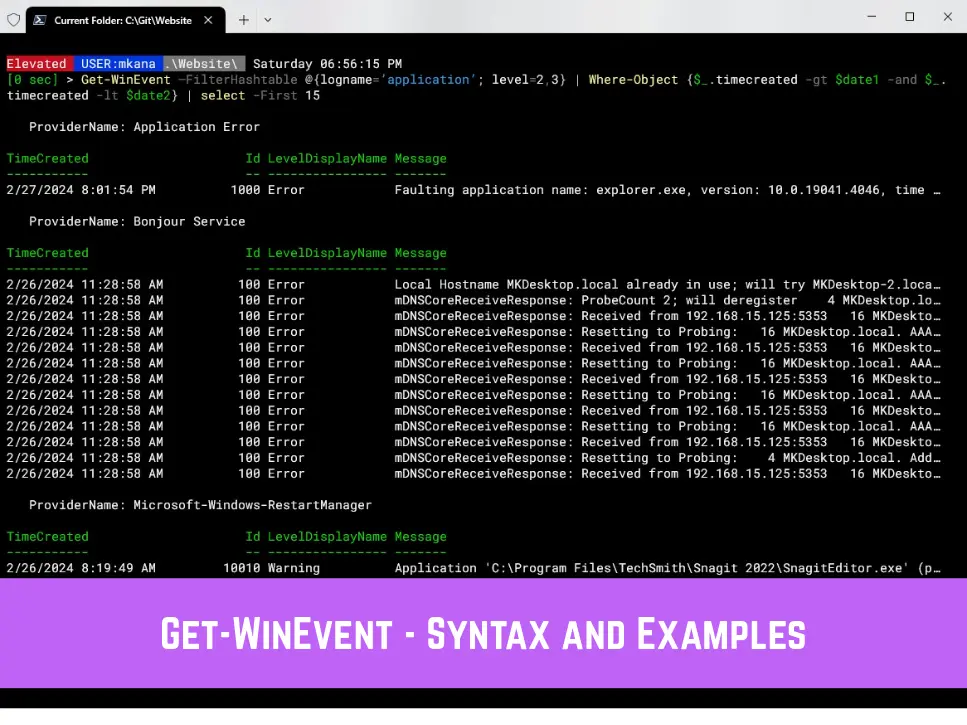 Current Folder: C:\Git\Website
Elevated USER:mkana .\Website\ Saturday 06:56:15 PM
[0 sec] > Get-WinEvent -FilterHashtable @{logname='application'; level=2,3} | Where-Object {$_.timecreated -gt $date1 -and $_.
timecreated -lt $date2} | select -First 15
ProviderName: Application Error
TimeCreated Id LevelDisplayName Message
----------- -- ---------------- -------
2/27/2024 8:01:54 PM 1000 Error Faulting application name: explorer.exe, version: 10.0.19041.4046, time …
ProviderName: Bonjour Service
TimeCreated Id LevelDisplayName Message
----------- -- ---------------- -------
2/26/2024 11:28:58 AM 100 Error Local Hostname MKDesktop.local already in use; will try MKDesktop-2.loca…
2/26/2024 11:28:58 AM 100 Error mDNSCoreReceiveResponse: ProbeCount 2; will deregister 4 MKDesktop.lo…
2/26/2024 11:28:58 AM 100 Error mDNSCoreReceiveResponse: Received from 192.168.15.125:5353 16 MKDeskto…
2/26/2024 11:28:58 AM 100 Error mDNSCoreReceiveResponse: Resetting to Probing: 16 MKDesktop.local. AAA…
2/26/2024 11:28:58 AM 100 Error mDNSCoreReceiveResponse: Received from 192.168.15.125:5353 16 MKDeskto…
2/26/2024 11:28:58 AM 100 Error mDNSCoreReceiveResponse: Resetting to Probing: 16 MKDesktop.local. AAA…
2/26/2024 11:28:58 AM 100 Error mDNSCoreReceiveResponse: Received from 192.168.15.125:5353 16 MKDeskto…
2/26/2024 11:28:58 AM 100 Error mDNSCoreReceiveResponse: Resetting to Probing: 16 MKDesktop.local. AAA…
2/26/2024 11:28:58 AM 100 Error mDNSCoreReceiveResponse: Received from 192.168.15.125:5353 16 MKDeskto…
2/26/2024 11:28:58 AM 100 Error mDNSCoreReceiveResponse: Resetting to Probing: 16 MKDesktop.local. AAA…
2/26/2024 11:28:58 AM 100 Error mDNSCoreReceiveResponse: Received from 192.168.15.125:5353 16 MKDeskto…
2/26/2024 11:28:58 AM 100 Error mDNSCoreReceiveResponse: Resetting to Probing: 4 MKDesktop.local. Add…
2/26/2024 11:28:58 AM 100 Error mDNSCoreReceiveResponse: Received from 192.168.15.125:5353 16 MKDeskto…
ProviderName: Microsoft-Windows-RestartManager
TimeCreated Id LevelDisplayName Message
----------- -- ---------------- -------
2/26/2024 8:19:49 AM 10010 Warning Application 'C:\Program Files\TechSmith\Snagit 2022\SnagitEditor.exe' (p…
Get-WinEvent - Syntax and Examples